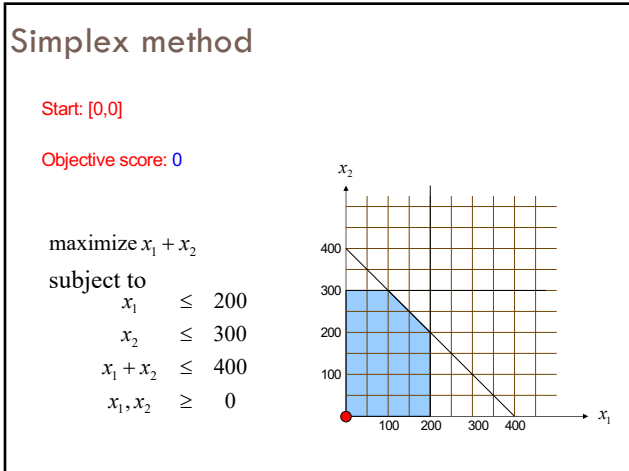 Simplex method
Start: [0,0]
Objective score: 0
maximize x₁ + x₂
subject to
x₁ ≤ 200
x₂ ≤ 300
x₁ + x₂ ≤ 400
x₁, x₂ ≥ 0
x₂
400
300
200
100
100 200 300 400
x₁